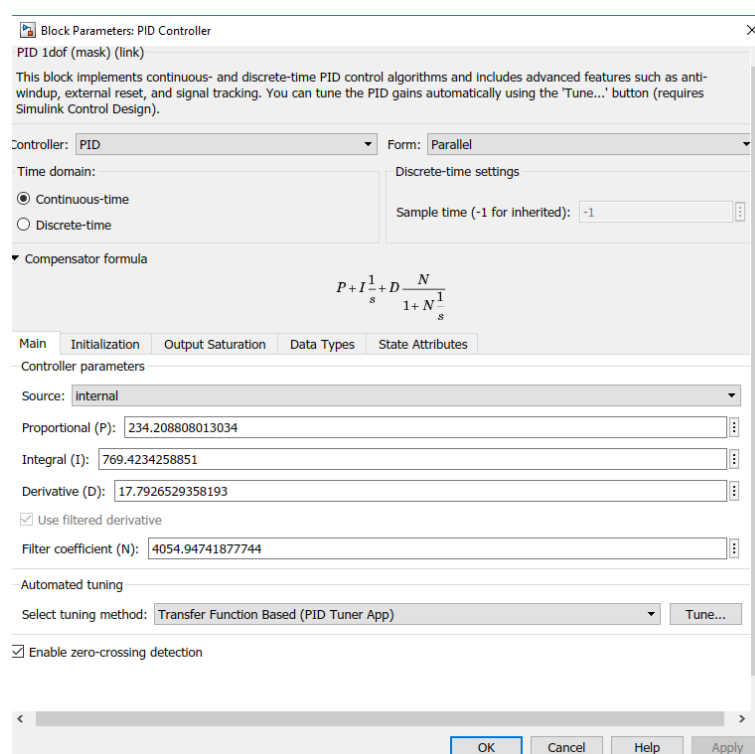 Block Parameters: PID Controller
PID 1dof (mask) (link)
This block implements continuous- and discrete-time PID control algorithms and includes advanced features such as anti-
windup, external reset, and signal tracking. You can tune the PID gains automatically using the 'Tune...' button (requires
Simulink Control Design).
Controller: PID Form: Parallel
Time domain: Discrete-time settings
Continuous-time
Sample time (-1 for inherited): -1
Discrete-time
Compensator formula
P+I 1/s +D N/(1+N 1/s)
Main Initialization Output Saturation Data Types State Attributes
Controller parameters
Source: internal
Proportional (P): 234.208808013034
Integral (I): 769.4234258851
Derivative (D): 17.7926529358193
Use filtered derivative
Filter coefficient (N): 4054.94741877744
Automated tuning
Select tuning method: Transfer Function Based (PID Tuner App) Tune...
Enable zero-crossing detection
OK Cancel Help Apply